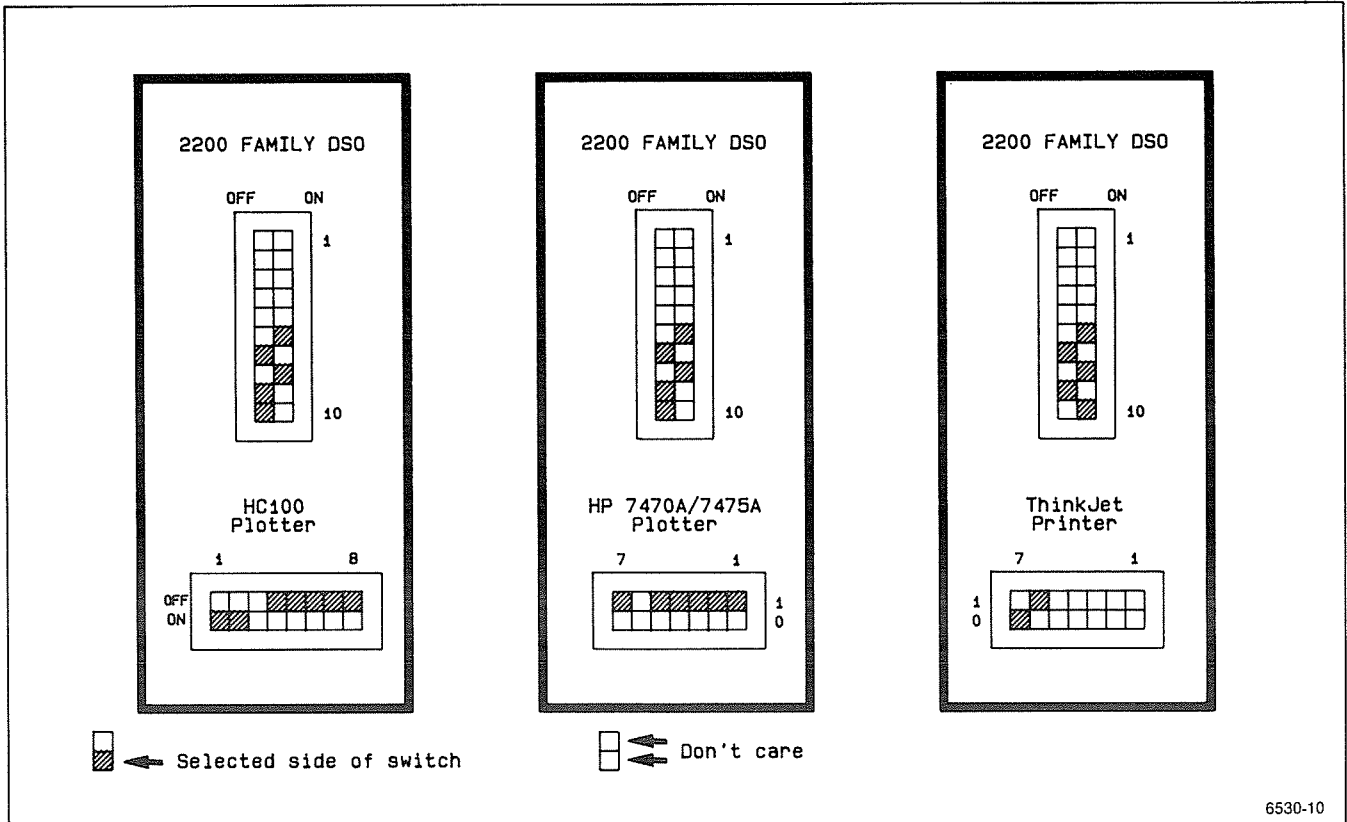 2200 FAMILY DSO
OFF ON
1
10
HC100
Plotter
1 8
OFF
ON
2200 FAMILY DSO
OFF ON
1
10
HP 7470A/7475A
Plotter
7 1
1
0
2200 FAMILY DSO
OFF ON
1
10
ThinkJet
Printer
7 1
1
0
Selected side of switch
Don't care
6530-10